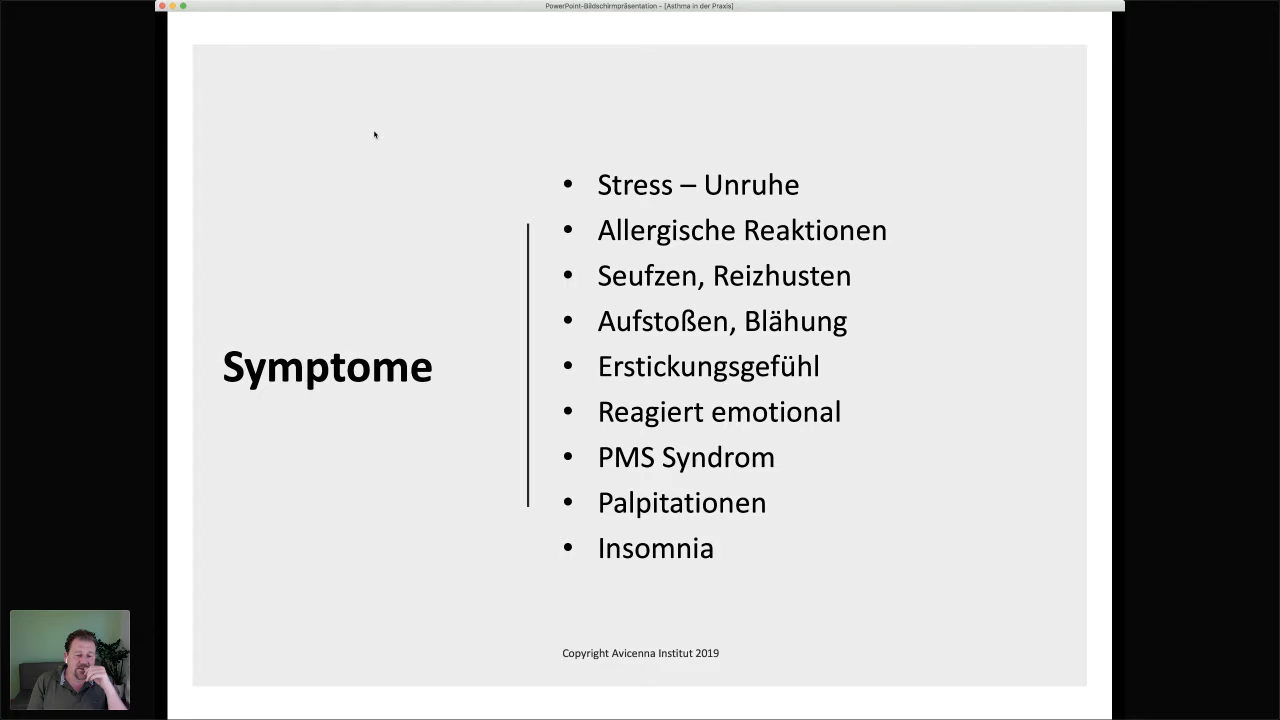 PowerPoint-Bildschirmpräsentation - [Asthma in der Praxis]
Symptome
• Stress – Unruhe
• Allergische Reaktionen
• Seufzen, Reizhusten
• Aufstoßen, Blähung
• Erstickungsgefühl
• Reagiert emotional
• PMS Syndrom
• Palpitationen
• Insomnia
Copyright Avicenna Institut 2019